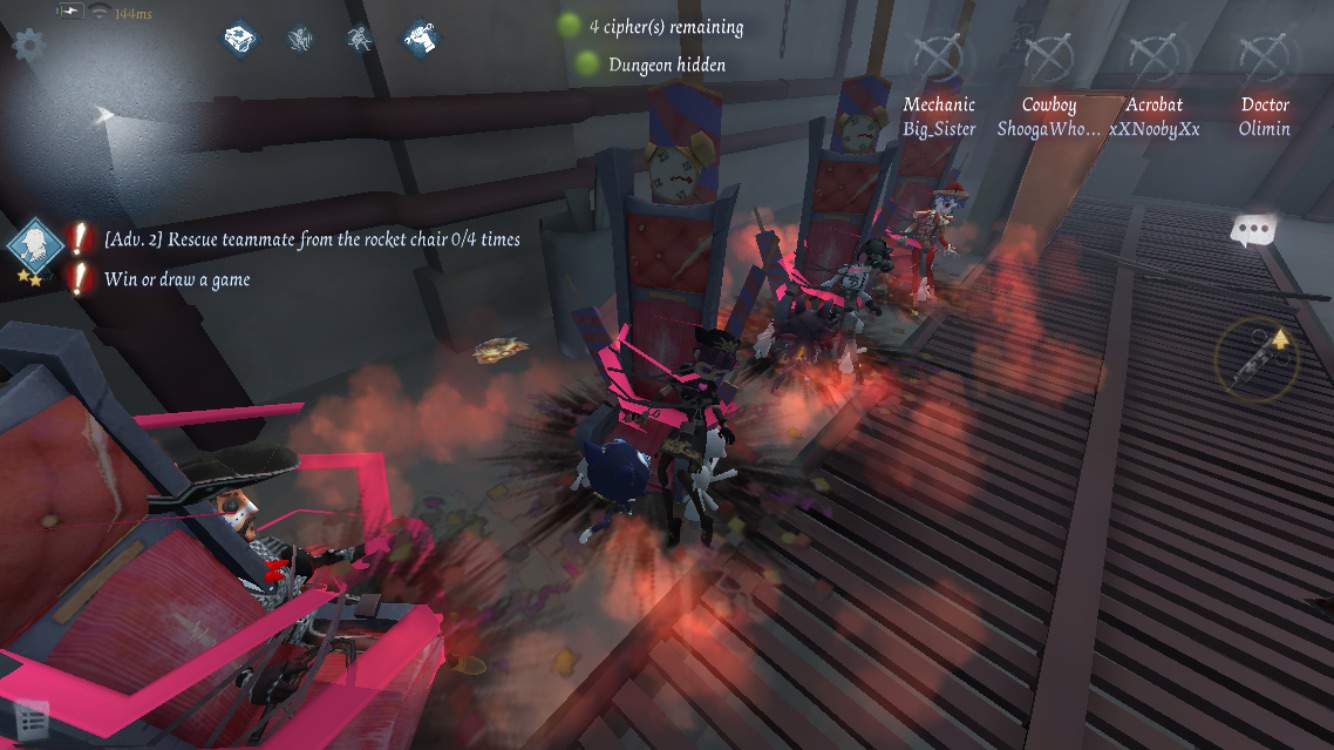 144ms
4 cipher(s) remaining
Dungeon hidden
Mechanic Cowboy Acrobat Doctor
Big_Sister ShoogaWho... xXNoobyXx Olimin
[Adv. 2] Rescue teammate from the rocket chair 0/4 times
Win or draw a game